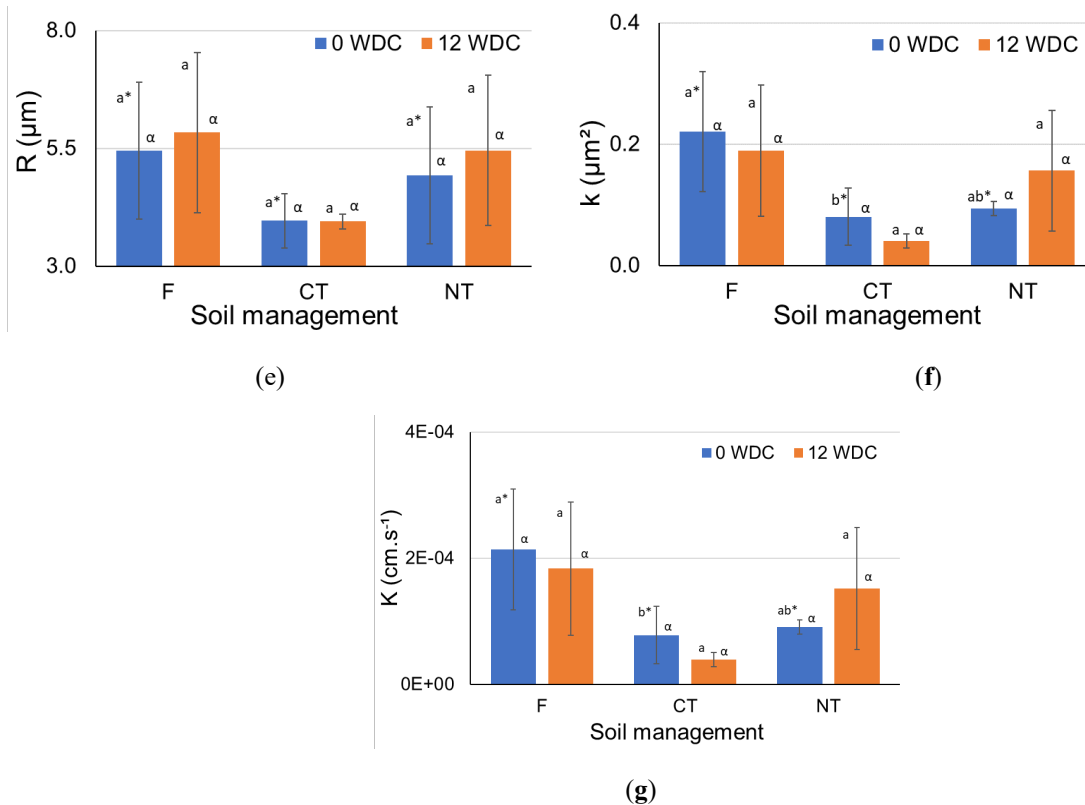 8.0
0 WDC 12 WDC
a
a*
a
a*
R (µm)
5.5
α
α
α
α
a*
α
a
α
3.0
F CT NT
Soil management
(e)
0.4
0 WDC 12 WDC
a*
a
a
k (µm²)
0.2
α
α
α
b*
α
ab*
α
a
α
0.0
F CT NT
Soil management
(f)
4E-04
0 WDC 12 WDC
a*
a
a
K (cm.s⁻¹)
2E-04
α
α
α
b*
α
ab*
α
a
α
0E+00
F CT NT
Soil management
(g)